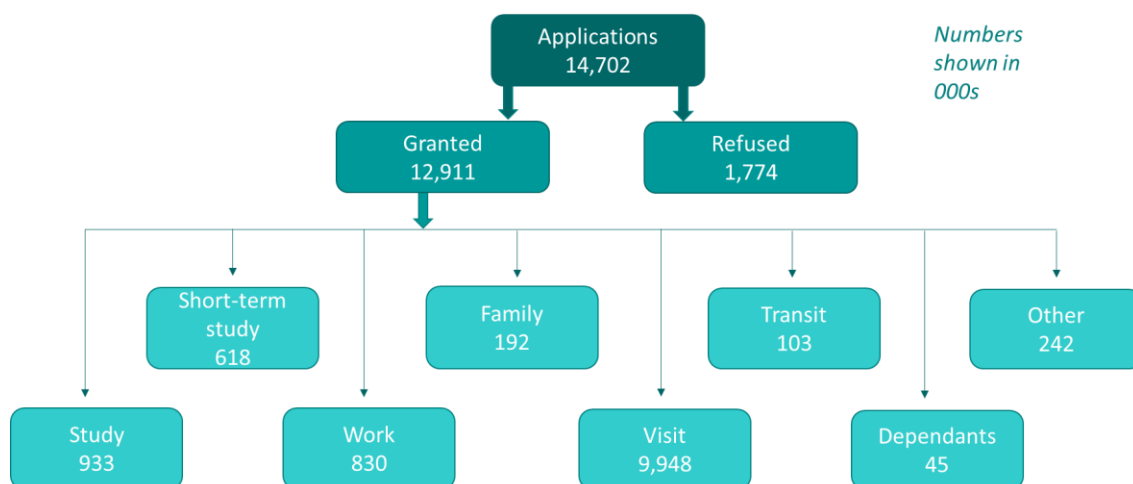 Applications
14,702
Numbers
shown in
000s
Granted
12,911
Refused
1,774
Short-term
study
618
Family
192
Transit
103
Other
242
Study
933
Work
830
Visit
9,948
Dependants
45